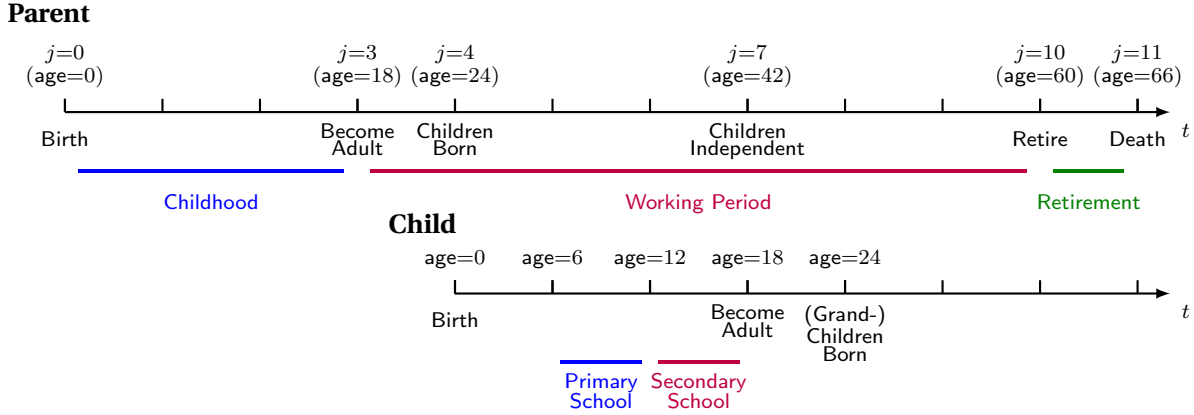 Parent
j=0 j=3 j=4 j=7 j=10 j=11
(age=0) (age=18) (age=24) (age=42) (age=60) (age=66)
Birth Become Adult Children Born Children Independent Retire Death t
Childhood Working Period Retirement
Child
age=0 age=6 age=12 age=18 age=24
Birth Become Adult (Grand-) Children Born t
Primary School Secondary School